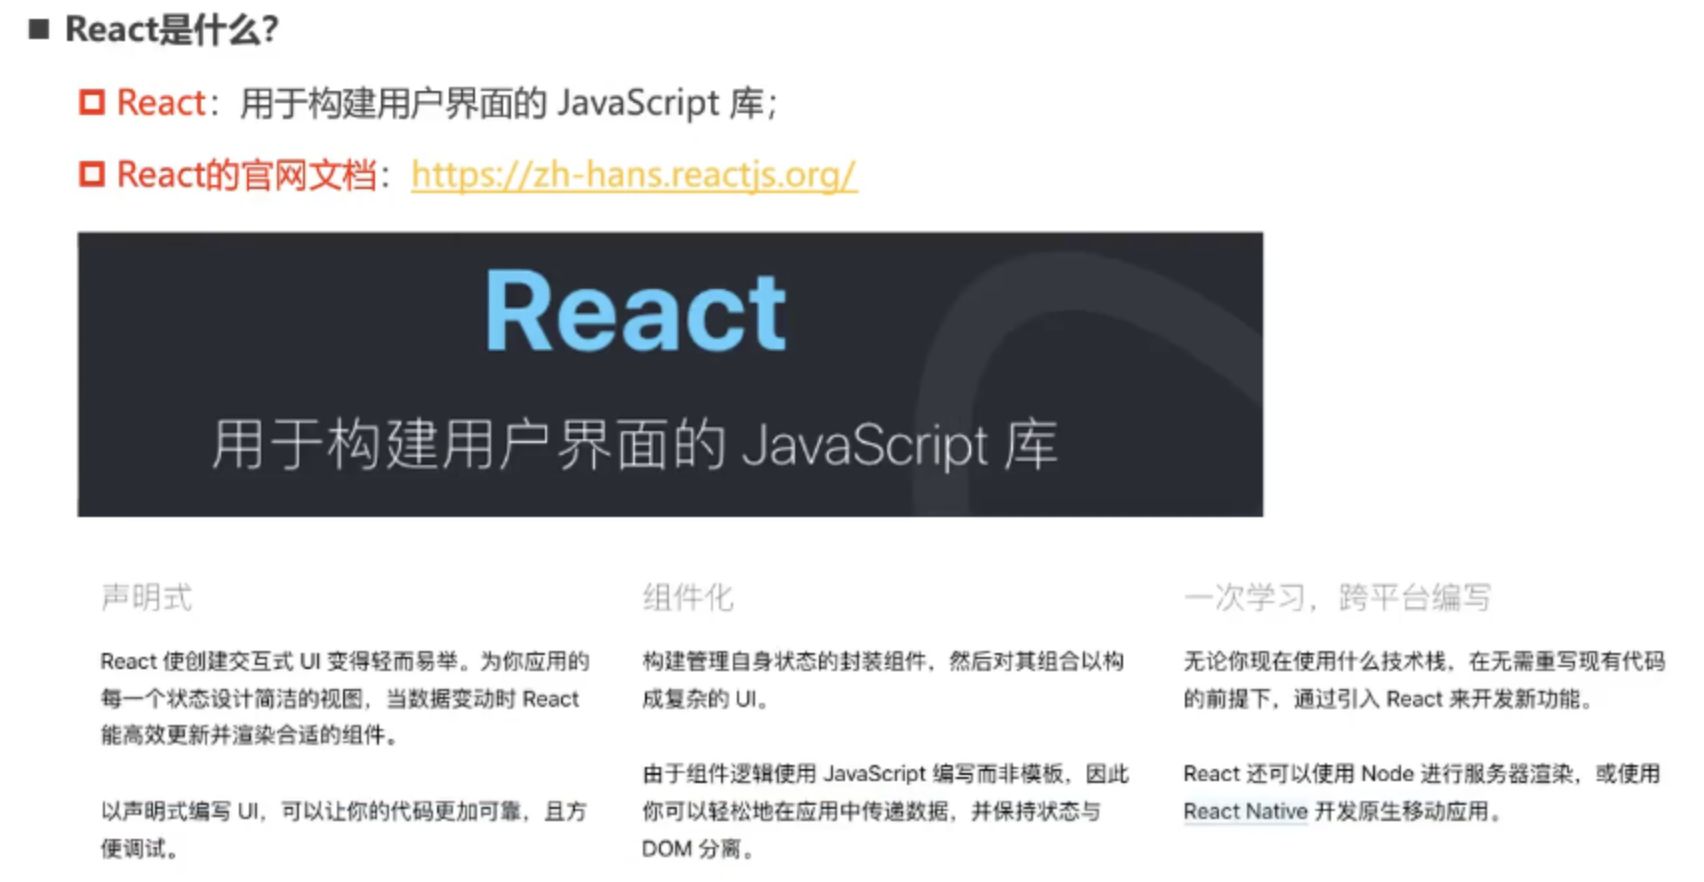 ■ React是什么?
React：用于构建用户界面的 JavaScript 库；
React的官网文档：https://zh-hans.reactjs.org/
React
用于构建用户界面的 JavaScript 库
声明式
React 使创建交互式 UI 变得轻而易举。为你应用的
每一个状态设计简洁的视图，当数据变动时 React
能高效更新并渲染合适的组件。
以声明式编写 UI，可以让你的代码更加可靠，且方
便调试。
组件化
构建管理自身状态的封装组件，然后对其组合以构
成复杂的 UI。
由于组件逻辑使用 JavaScript 编写而非模板，因此
你可以轻松地在应用中传递数据，并保持状态与
DOM 分离。
一次学习，跨平台编写
无论你现在使用什么技术栈，在无需重写现有代码
的前提下，通过引入 React 来开发新功能。
React 还可以使用 Node 进行服务器渲染，或使用
React Native 开发原生移动应用。